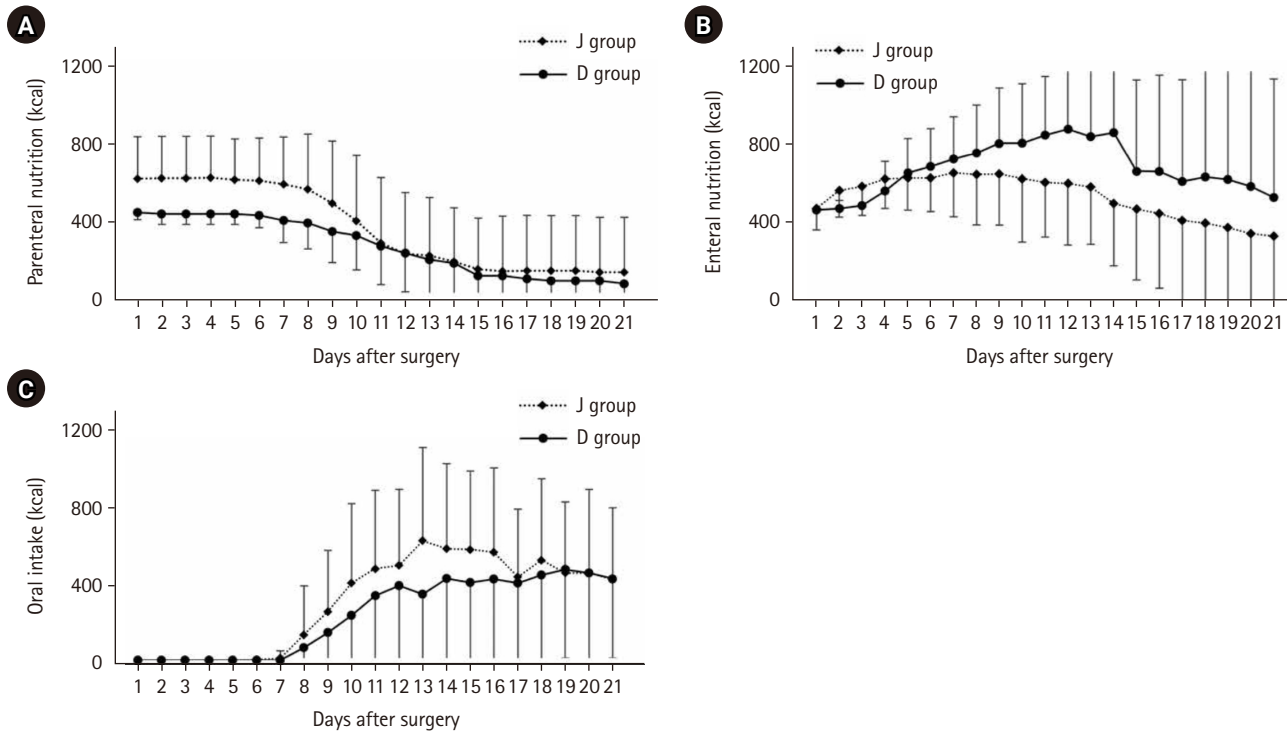 A
J group
D group
Parenteral nutrition (kcal)
1200
800
400
0
1 2 3 4 5 6 7 8 9 10 11 12 13 14 15 16 17 18 19 20 21
Days after surgery
B
J group
D group
Enteral nutrition (kcal)
1200
800
400
0
1 2 3 4 5 6 7 8 9 10 11 12 13 14 15 16 17 18 19 20 21
Days after surgery
C
J group
D group
Oral intake (kcal)
1200
800
400
0
1 2 3 4 5 6 7 8 9 10 11 12 13 14 15 16 17 18 19 20 21
Days after surgery